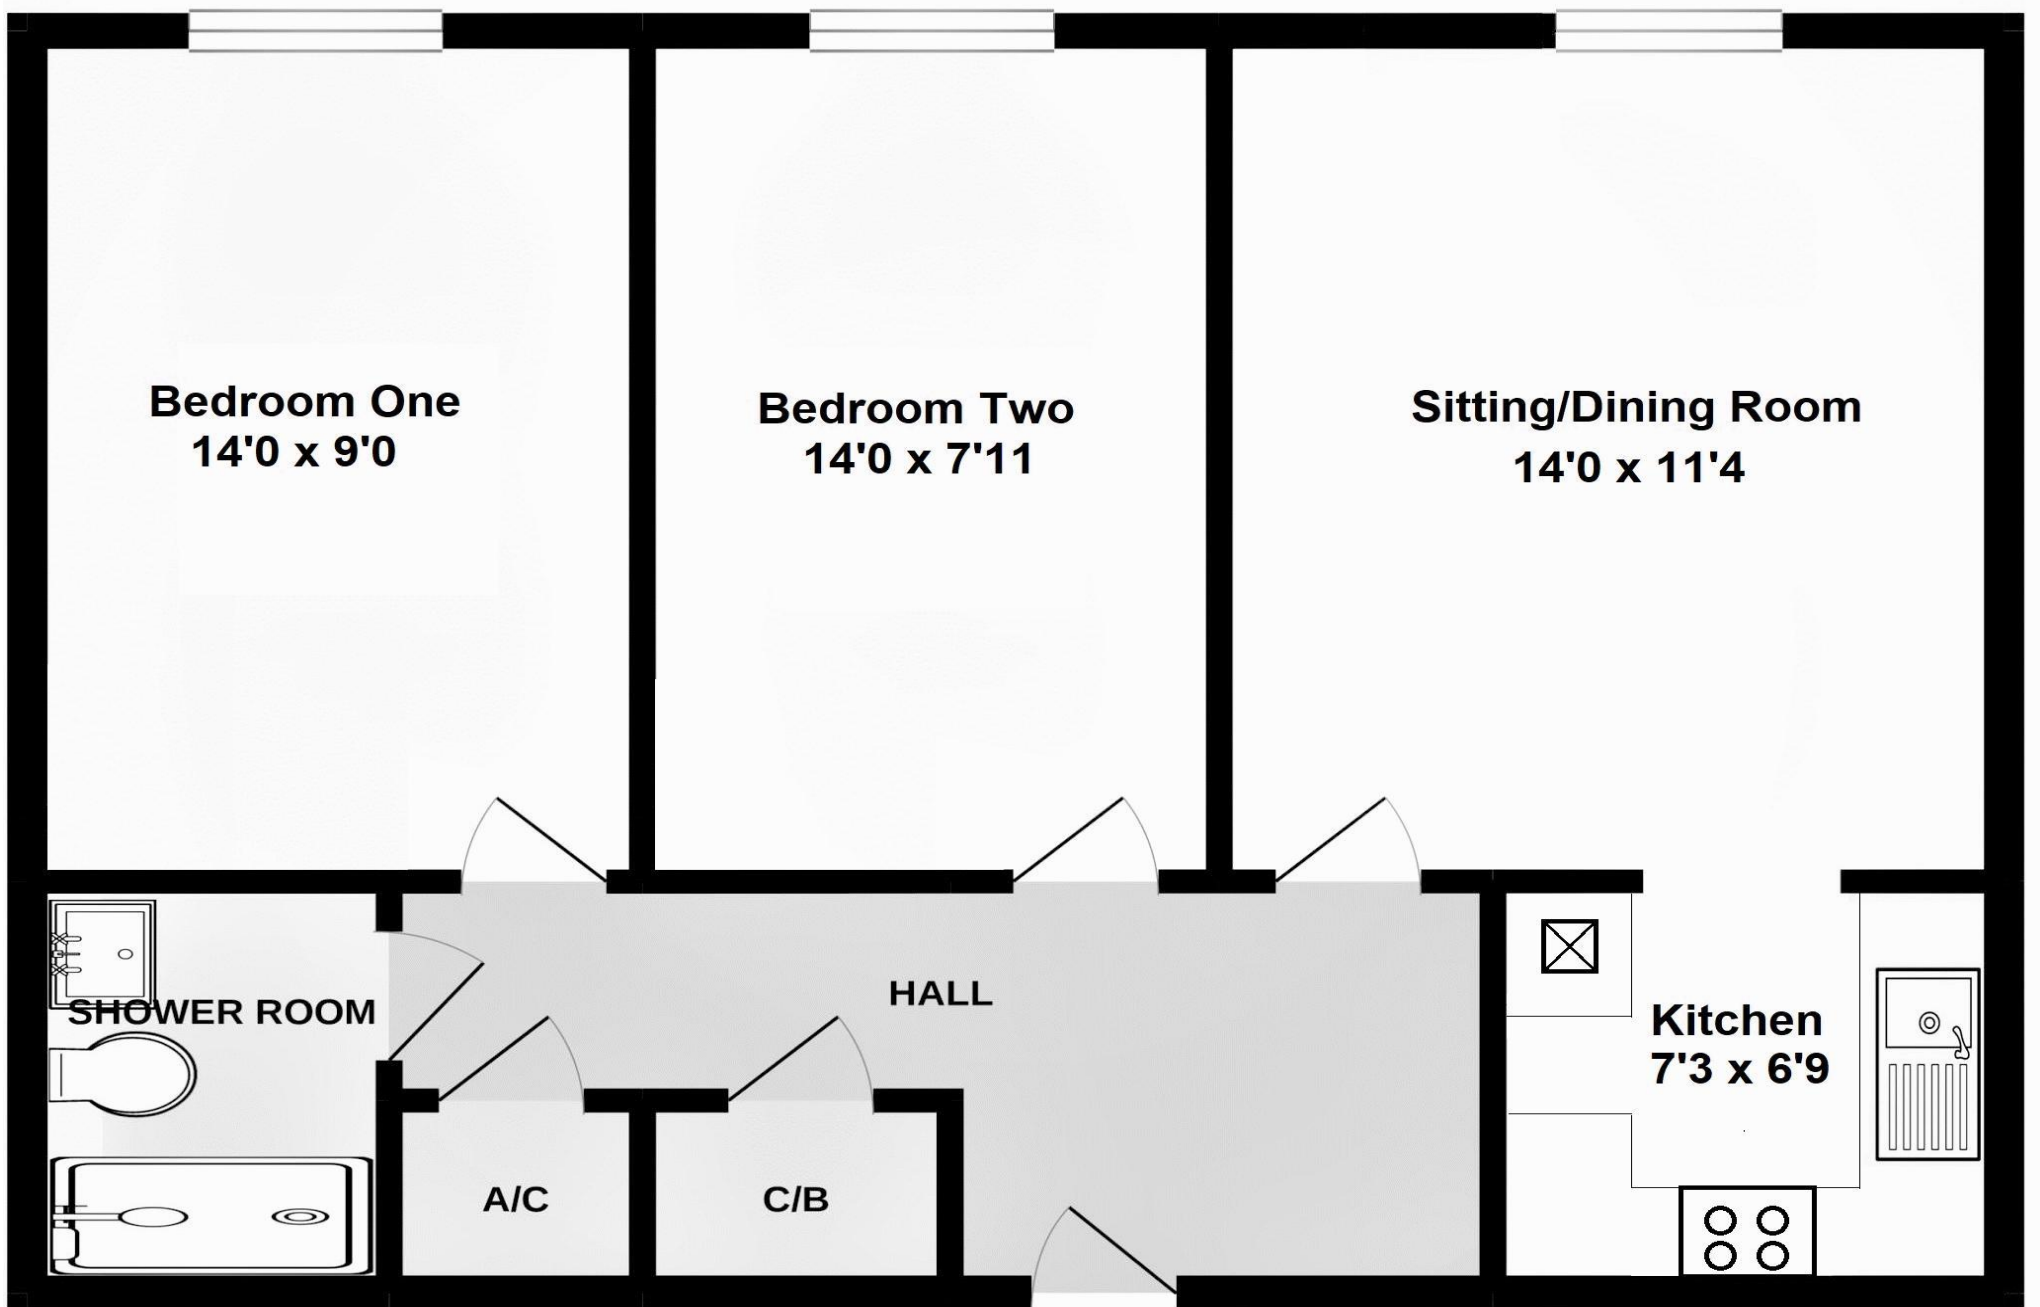 Bedroom One
14'0 x 9'0
Bedroom Two
14'0 x 7'11
Sitting/Dining Room
14'0 x 11'4
SHOWER ROOM
HALL
Kitchen
7'3 x 6'9
A/C
C/B